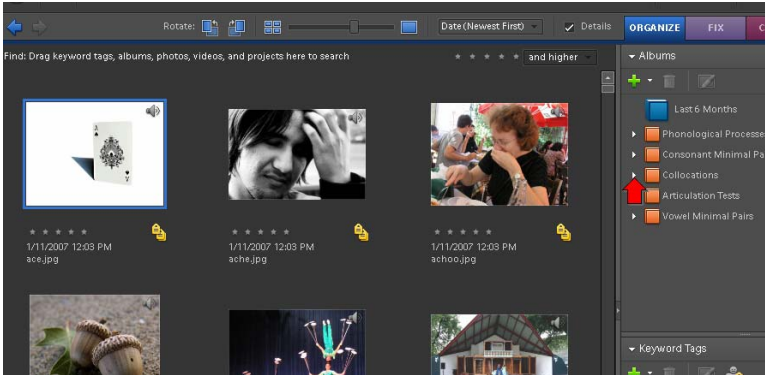 Rotate: Date (Newest First) Details ORGANIZE FIX
Find: Drag keyword tags, albums, photos, videos, and projects here to search and higher
Albums
Last 6 Months
Phonological Processe
Consonant Minimal Pa
Collocations
Articulation Tests
Vowel Minimal Pairs
1/11/2007 12:03 PM 1/11/2007 12:03 PM 1/11/2007 12:03 PM
ace.jpg ache.jpg achoo.jpg
Keyword Tags